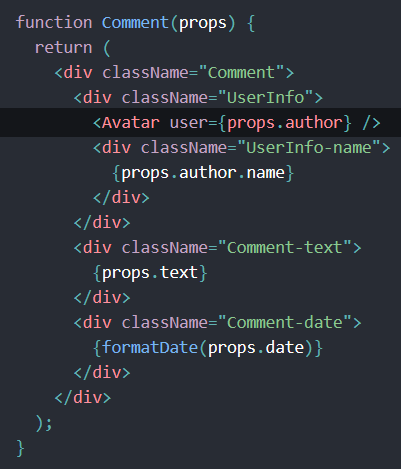 function Comment(props) {
  return (
    <div className="Comment">
      <div className="UserInfo">
        <Avatar user={props.author} />
        <div className="UserInfo-name">
          {props.author.name}
        </div>
      </div>
      <div className="Comment-text">
        {props.text}
      </div>
      <div className="Comment-date">
        {formatDate(props.date)}
      </div>
    </div>
  );
}